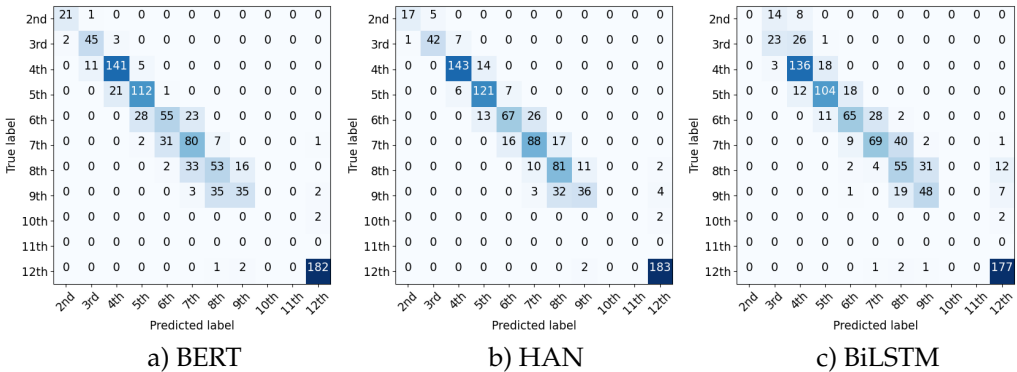 True label
2nd 21 1 0 0 0 0 0 0 0 0 0
3rd 2 45 3 0 0 0 0 0 0 0 0
4th 0 11 141 5 0 0 0 0 0 0 0
5th 0 0 21 112 1 0 0 0 0 0 0
6th 0 0 0 28 55 23 0 0 0 0 0
7th 0 0 0 2 31 80 7 0 0 0 1
8th 0 0 0 0 2 33 53 16 0 0 0
9th 0 0 0 0 0 3 35 35 0 0 2
10th 0 0 0 0 0 0 0 0 0 0 2
11th 0 0 0 0 0 0 0 0 0 0 0
12th 0 0 0 0 0 0 1 2 0 0 182
2nd 3rd 4th 5th 6th 7th 8th 9th 10th 11th 12th
Predicted label
a) BERT
True label
2nd 17 5 0 0 0 0 0 0 0 0 0
3rd 1 42 7 0 0 0 0 0 0 0 0
4th 0 0 143 14 0 0 0 0 0 0 0
5th 0 0 6 121 7 0 0 0 0 0 0
6th 0 0 0 13 67 26 0 0 0 0 0
7th 0 0 0 0 16 88 17 0 0 0 0
8th 0 0 0 0 0 10 81 11 0 0 2
9th 0 0 0 0 0 3 32 36 0 0 4
10th 0 0 0 0 0 0 0 0 0 0 2
11th 0 0 0 0 0 0 0 0 0 0 0
12th 0 0 0 0 0 0 0 2 0 0 183
2nd 3rd 4th 5th 6th 7th 8th 9th 10th 11th 12th
Predicted label
b) HAN
True label
2nd 0 14 8 0 0 0 0 0 0 0 0
3rd 0 23 26 1 0 0 0 0 0 0 0
4th 0 3 136 18 0 0 0 0 0 0 0
5th 0 0 12 104 18 0 0 0 0 0 0
6th 0 0 0 11 65 28 2 0 0 0 0
7th 0 0 0 0 9 69 40 2 0 0 1
8th 0 0 0 0 2 4 55 31 0 0 12
9th 0 0 0 0 1 0 19 48 0 0 7
10th 0 0 0 0 0 0 0 0 0 0 2
11th 0 0 0 0 0 0 0 0 0 0 0
12th 0 0 0 0 0 1 2 1 0 0 177
2nd 3rd 4th 5th 6th 7th 8th 9th 10th 11th 12th
Predicted label
c) BiLSTM